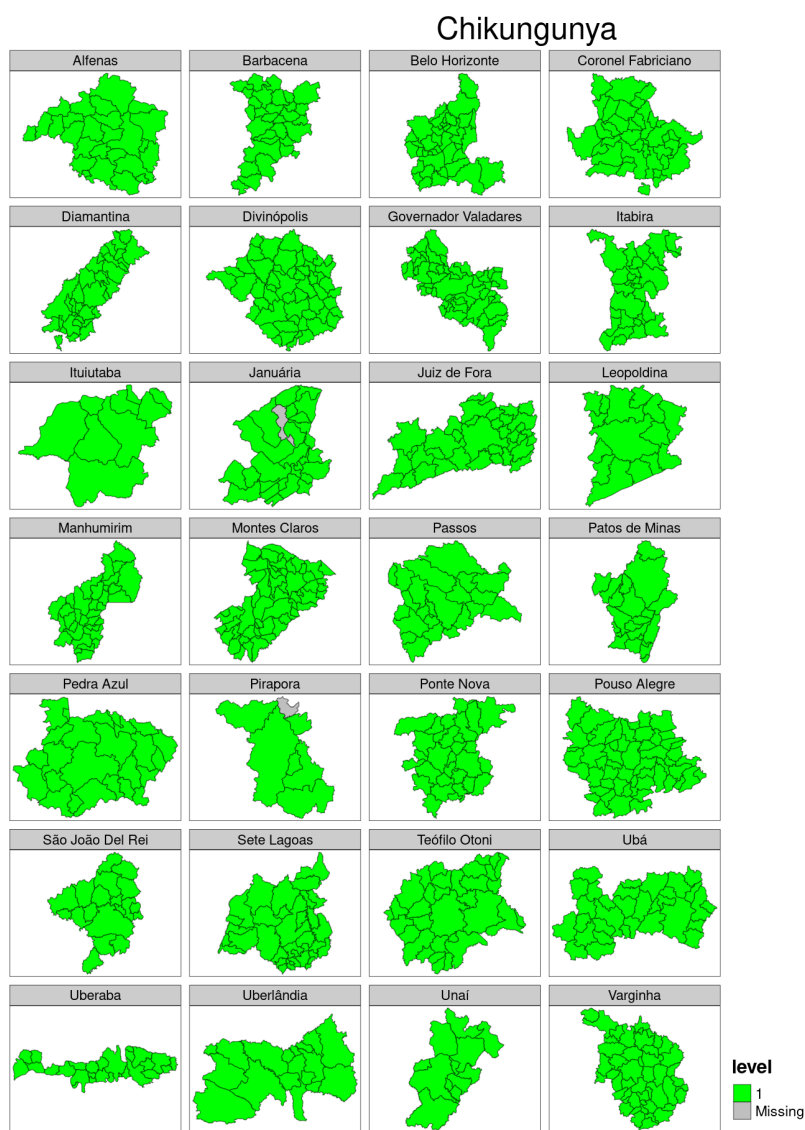 Chikungunya
Alfenas
Barbacena
Belo Horizonte
Coronel Fabriciano
Diamantina
Divinópolis
Governador Valadares
Itabira
Ituiutaba
Januária
Juiz de Fora
Leopoldina
Manhumirim
Montes Claros
Passos
Patos de Minas
Pedra Azul
Pirapora
Ponte Nova
Pouso Alegre
São João Del Rei
Sete Lagoas
Teófilo Otoni
Ubá
Uberaba
Uberlândia
Unaí
Varginha
level
1
Missing